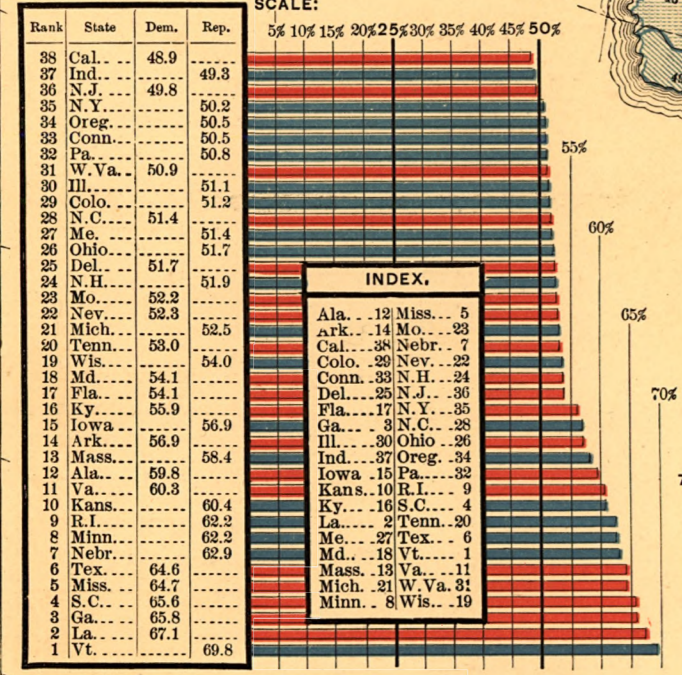 SCALE:
5% 10% 15% 20% 25% 30% 35% 40% 45% 50%
Rank State Dem. Rep.
38 Cal. 48.9
37 Ind. 49.3
36 N.J. 49.8
35 N.Y. 50.2
34 Oreg. 50.5
33 Conn. 50.5
32 Pa. 50.8
55%
31 W.Va. 50.9
30 Ill. 51.1
29 Colo. 51.2
28 N.C. 51.4
60%
27 Me. 51.4
26 Ohio 51.7
25 Del. 51.7
24 N.H. 51.9
23 Mo. 52.2
22 Nev. 52.3
65%
21 Mich. 52.5
20 Tenn. 53.0
19 Wis. 54.0
18 Md. 54.1
17 Fla. 54.1
70%
16 Ky. 55.9
15 Iowa 56.9
14 Ark. 56.9
13 Mass. 58.4
12 Ala. 59.8
11 Va. 60.3
10 Kans. 60.4
9 R.I. 62.2
8 Minn. 62.2
7 Nebr. 62.9
6 Tex. 64.6
5 Miss. 64.7
4 S.C. 65.6
3 Ga. 65.8
2 La. 67.1
1 Vt. 69.8
INDEX.
Ala. 12 Miss. 5
Ark. 14 Mo. 23
Cal. 38 Nebr. 7
Colo. 29 Nev. 22
Conn. 33 N.H. 24
Del. 25 N.J. 36
Fla. 17 N.Y. 35
Ga. 3 N.C. 28
Ill. 30 Ohio 26
Ind. 37 Oreg. 34
Iowa 15 Pa. 32
Kans. 10 R.I. 9
Ky. 16 S.C. 4
La. 2 Tenn. 20
Me. 27 Tex. 6
Md. 18 Vt. 1
Mass. 13 Va. 11
Mich. 21 W.Va. 31
Minn. 8 Wis. 19